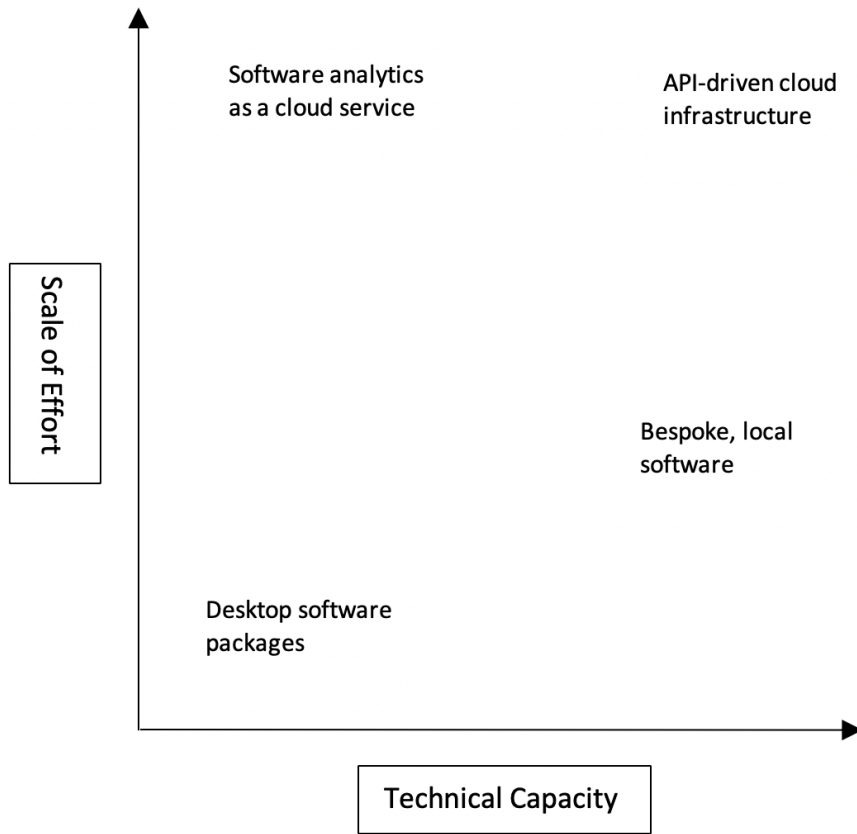 Software analytics
as a cloud service
API-driven cloud
infrastructure
Scale of Effort
Bespoke, local
software
Desktop software
packages
Technical Capacity